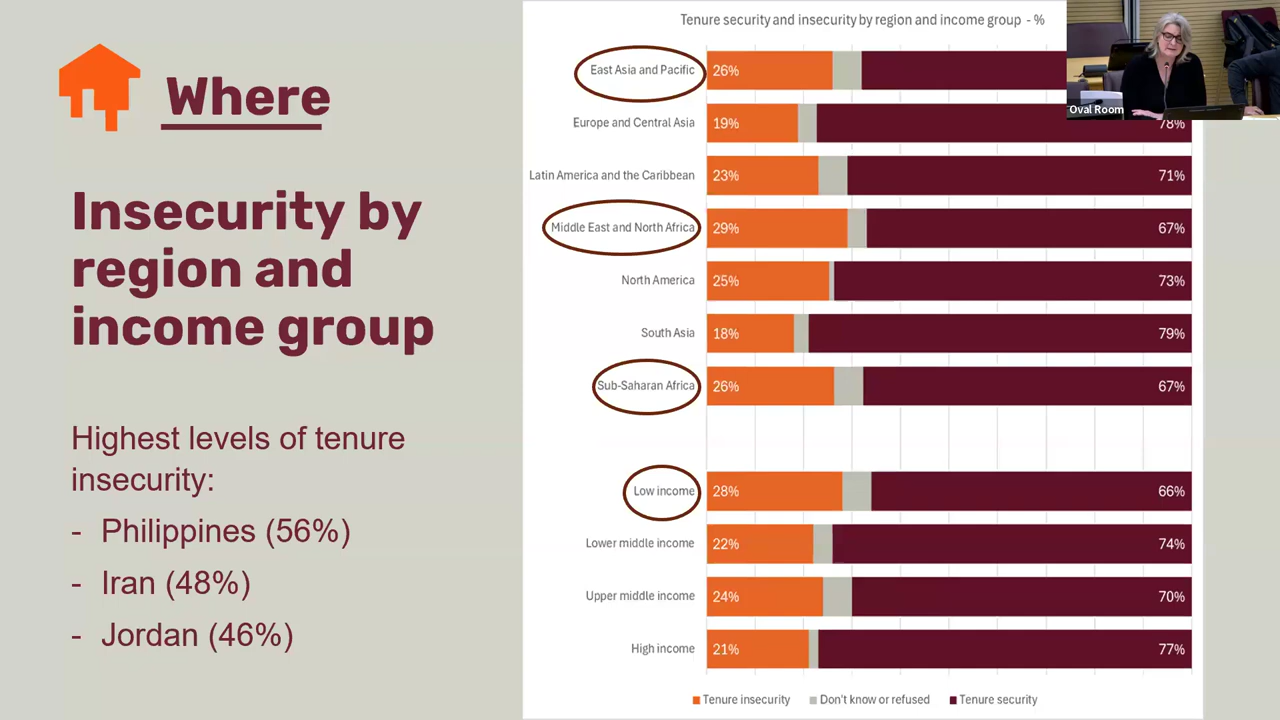 Where
Insecurity by
region and
income group
Highest levels of tenure
insecurity:
- Philippines (56%)
- Iran (48%)
- Jordan (46%)
Tenure security and insecurity by region and income group - %
East Asia and Pacific 26%
Europe and Central Asia 19% 78%
Latin America and the Caribbean 23% 71%
Middle East and North Africa 29% 67%
North America 25% 73%
South Asia 18% 79%
Sub-Saharan Africa 26% 67%
Low income 28% 66%
Lower middle income 22% 74%
Upper middle income 24% 70%
High income 21% 77%
Tenure insecurity Don't know or refused Tenure security
Oval Room